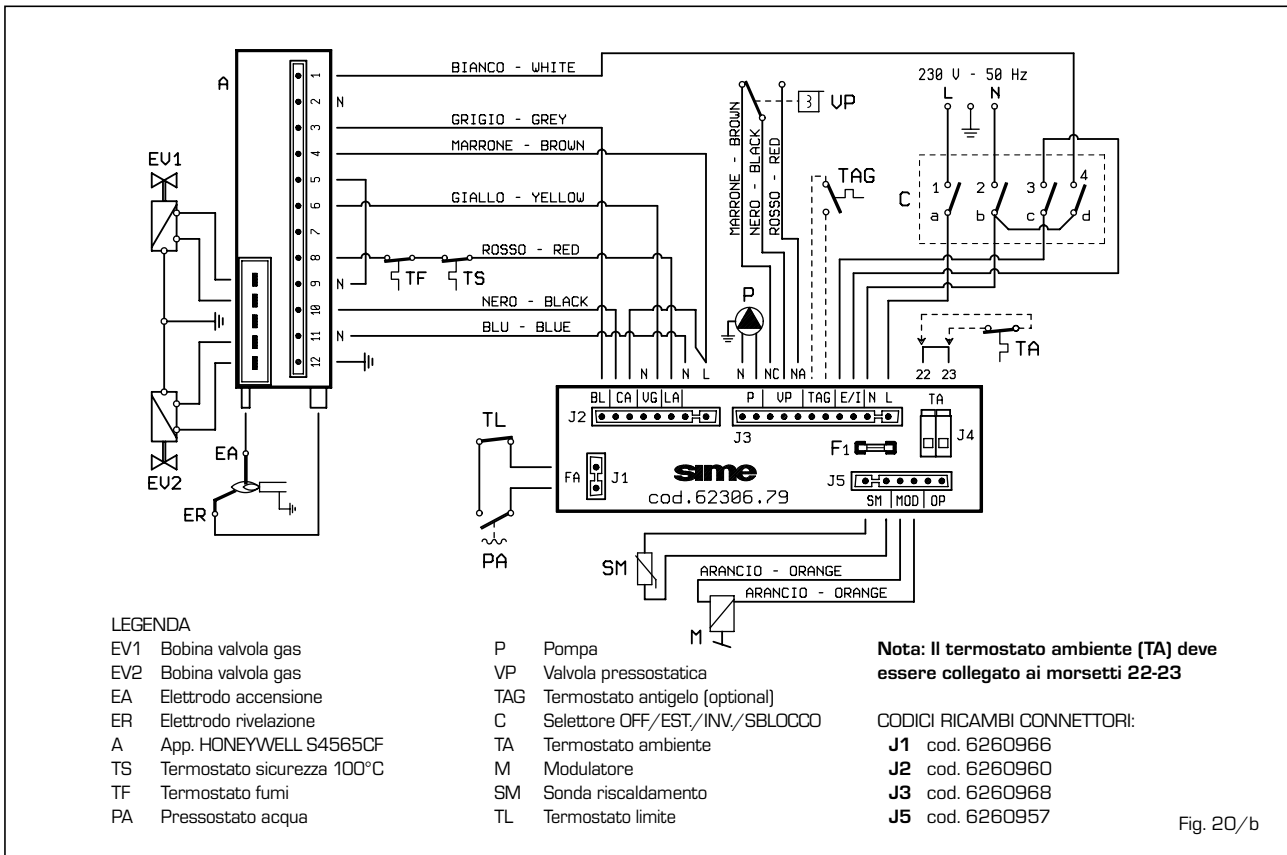 A
1
2
3
4
5
6
7
8
9
10
11
12
BIANCO - WHITE
N
GRIGIO - GREY
MARRONE - BROWN
GIALLO - YELLOW
ROSSO - RED
TF
TS
N
NERO - BLACK
BLU - BLUE
N
EV1
EV2
EA
ER
MARRONE - BROWN
NERO - BLACK
ROSSO - RED
VP
TAG
P
230 V - 50 Hz
L N
C
1 2 3 4
a b c d
TA
22 23
N N L N NC NA
BL CA VG LA
J2
P VP TAG E/I N L
J3
TA
J4
F1
FA J1
sime
cod.62306.79
J5
SM MOD OP
TL
PA
SM
ARANCIO - ORANGE
ARANCIO - ORANGE
M
LEGENDA
EV1 Bobina valvola gas
EV2 Bobina valvola gas
EA Elettrodo accensione
ER Elettrodo rivelazione
A App. HONEYWELL S4565CF
TS Termostato sicurezza 100°C
TF Termostato fumi
PA Pressostato acqua
P Pompa
VP Valvola pressostatica
TAG Termostato antigelo (optional)
C Selettore OFF/EST./INV./SBLOCCO
TA Termostato ambiente
M Modulatore
SM Sonda riscaldamento
TL Termostato limite
Nota: Il termostato ambiente (TA) deve
essere collegato ai morsetti 22-23
CODICI RICAMBI CONNETTORI:
J1 cod. 6260966
J2 cod. 6260960
J3 cod. 6260968
J5 cod. 6260957
Fig. 20/b